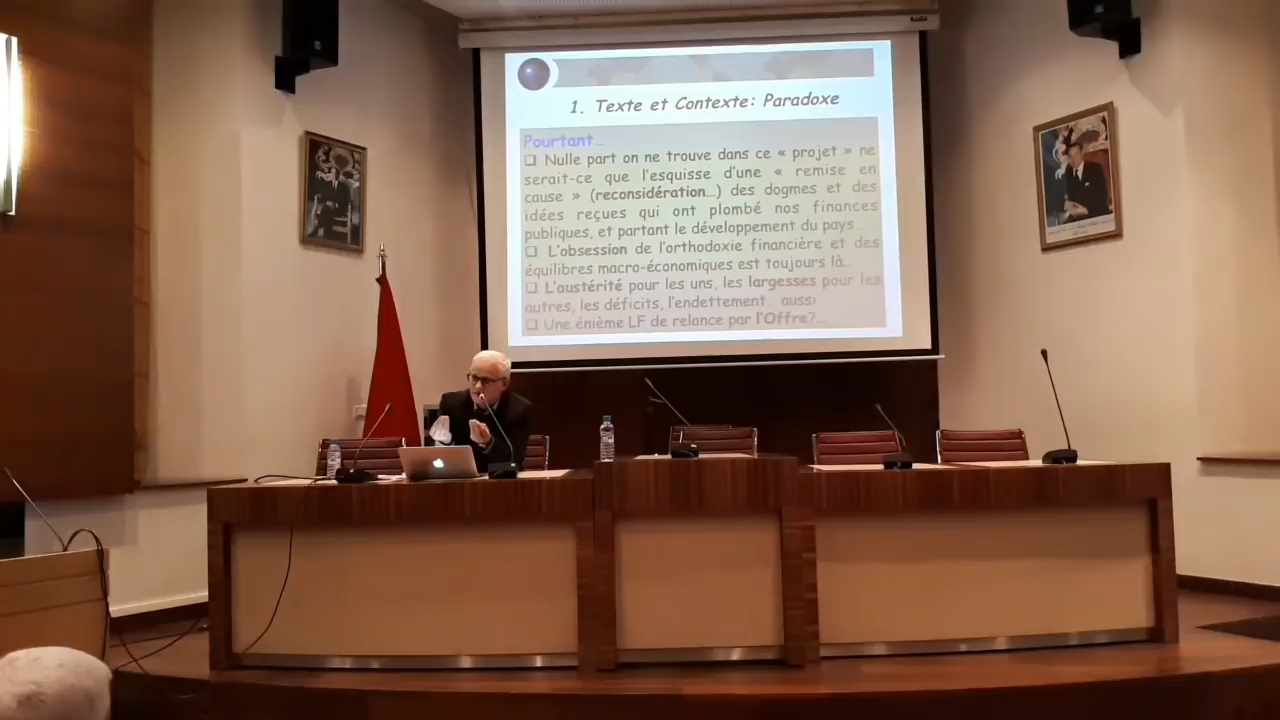 1. Texte et Contexte: Paradoxe
Pourtant…
❑ Nulle part on ne trouve dans ce « projet » ne
serait-ce que l'esquisse d'une « remise en
cause » (reconsidération…) des dogmes et des
idées reçues qui ont plombé nos finances
publiques, et partant le développement du pays…
❑ L'obsession de l'orthodoxie financière et des
équilibres macro-économiques est toujours là…
❑ L'austérité pour les uns, les largesses pour les
autres, les déficits, l'endettement… aussi
❑ Une énième LF de relance par l'Offre?...